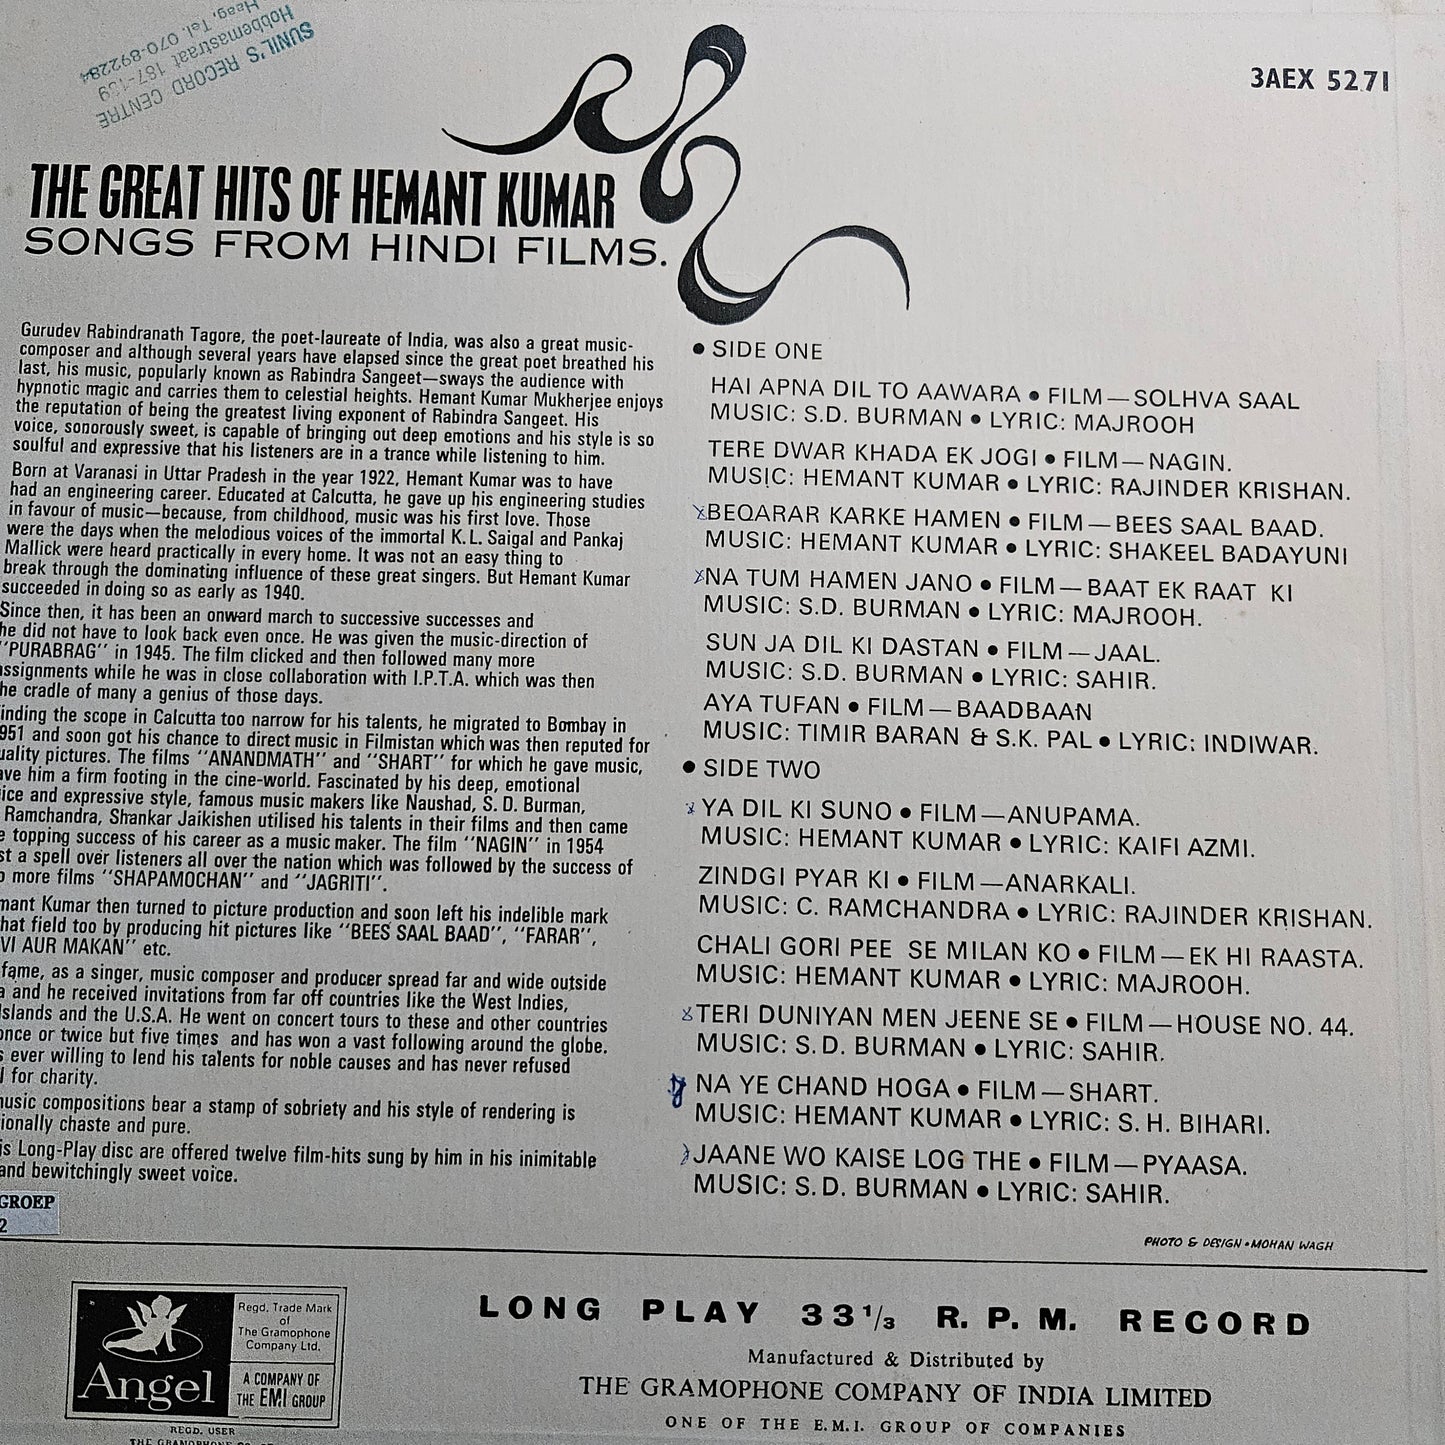 SUNIL'S RECORD CENTRE
Hobbemastraat 187-
Haag, Tel. 070-892284
3AEX 5271
THE GREAT HITS OF HEMANT KUMAR
SONGS FROM HINDI FILMS.
Gurudev Rabindranath Tagore, the poet-laureate of India, was also a great music-
composer and although several years have elapsed since the great poet breathed his
last, his music, popularly known as Rabindra Sangeet—sways the audience with
hypnotic magic and carries them to celestial heights. Hemant Kumar Mukherjee enjoys
the reputation of being the greatest living exponent of Rabindra Sangeet. His
voice, sonorously sweet, is capable of bringing out deep emotions and his style is so
soulful and expressive that his listeners are in a trance while listening to him.
Born at Varanasi in Uttar Pradesh in the year 1922, Hemant Kumar was to have
had an engineering career. Educated at Calcutta, he gave up his engineering studies
in favour of music—because, from childhood, music was his first love. Those
were the days when the melodious voices of the immortal K.L. Saigal and Pankaj
Mallick were heard practically in every home. It was not an easy thing to
break through the dominating influence of these great singers. But Hemant Kumar
succeeded in doing so as early as 1940.
Since then, it has been an onward march to successive successes and
he did not have to look back even once. He was given the music-direction of
"PURABRAG" in 1945. The film clicked and then followed many more
assignments while he was in close collaboration with I.P.T.A. which was then
he cradle of many a genius of those days.
inding the scope in Calcutta too narrow for his talents, he migrated to Bombay in
951 and soon got his chance to direct music in Filmistan which was then reputed for
uality pictures. The films "ANANDMATH" and "SHART" for which he gave music,
ave him a firm footing in the cine-world. Fascinated by his deep, emotional
ice and expressive style, famous music makers like Naushad, S. D. Burman,
Ramchandra, Shankar Jaikishen utilised his talents in their films and then came
e topping success of his career as a music maker. The film "NAGIN" in 1954
st a spell over listeners all over the nation which was followed by the success of
o more films "SHAPAMOCHAN" and "JAGRITI".
mant Kumar then turned to picture production and soon left his indelible mark
hat field too by producing hit pictures like "BEES SAAL BAAD", "FARAR",
VI AUR MAKAN" etc.
fame, as a singer, music composer and producer spread far and wide outside
a and he received invitations from far off countries like the West Indies,
Islands and the U.S.A. He went on concert tours to these and other countries
once or twice but five times and has won a vast following around the globe.
s ever willing to lend his talents for noble causes and has never refused
l for charity.
nusic compositions bear a stamp of sobriety and his style of rendering is
ionally chaste and pure.
is Long-Play disc are offered twelve film-hits sung by him in his inimitable
and bewitchingly sweet voice.
● SIDE ONE
HAI APNA DIL TO AAWARA ● FILM—SOLHVA SAAL
MUSIC: S.D. BURMAN ● LYRIC: MAJROOH
TERE DWAR KHADA EK JOGI ● FILM—NAGIN.
MUSIC: HEMANT KUMAR ● LYRIC: RAJINDER KRISHAN.
BEQARAR KARKE HAMEN ● FILM—BEES SAAL BAAD.
MUSIC: HEMANT KUMAR ● LYRIC: SHAKEEL BADAYUNI
NA TUM HAMEN JANO ● FILM—BAAT EK RAAT KI
MUSIC: S.D. BURMAN ● LYRIC: MAJROOH.
SUN JA DIL KI DASTAN ● FILM—JAAL.
MUSIC: S.D. BURMAN ● LYRIC: SAHIR.
AYA TUFAN ● FILM—BAADBAAN
MUSIC: TIMIR BARAN & S.K. PAL ● LYRIC: INDIWAR.
● SIDE TWO
YA DIL KI SUNO ● FILM—ANUPAMA.
MUSIC: HEMANT KUMAR ● LYRIC: KAIFI AZMI.
ZINDGI PYAR KI ● FILM—ANARKALI.
MUSIC: C. RAMCHANDRA ● LYRIC: RAJINDER KRISHAN.
CHALI GORI PEE SE MILAN KO ● FILM—EK HI RAASTA.
MUSIC: HEMANT KUMAR ● LYRIC: MAJROOH.
TERI DUNIYAN MEN JEENE SE ● FILM—HOUSE NO. 44.
MUSIC: S.D. BURMAN ● LYRIC: SAHIR.
NA YE CHAND HOGA ● FILM—SHART.
MUSIC: HEMANT KUMAR ● LYRIC: S. H. BIHARI.
JAANE WO KAISE LOG THE ● FILM—PYAASA.
MUSIC: S.D. BURMAN ● LYRIC: SAHIR.
GROEP
2
PHOTO & DESIGN • MOHAN WAGH
Angel
Regd. Trade Mark
of
The Gramophone
Company Ltd.
A COMPANY OF
THE EMI GROUP
REGD. USER
LONG PLAY 33 1/3 R.P.M. RECORD
Manufactured & Distributed by
THE GRAMOPHONE COMPANY OF INDIA LIMITED
ONE OF THE E.M.I. GROUP OF COMPANIES